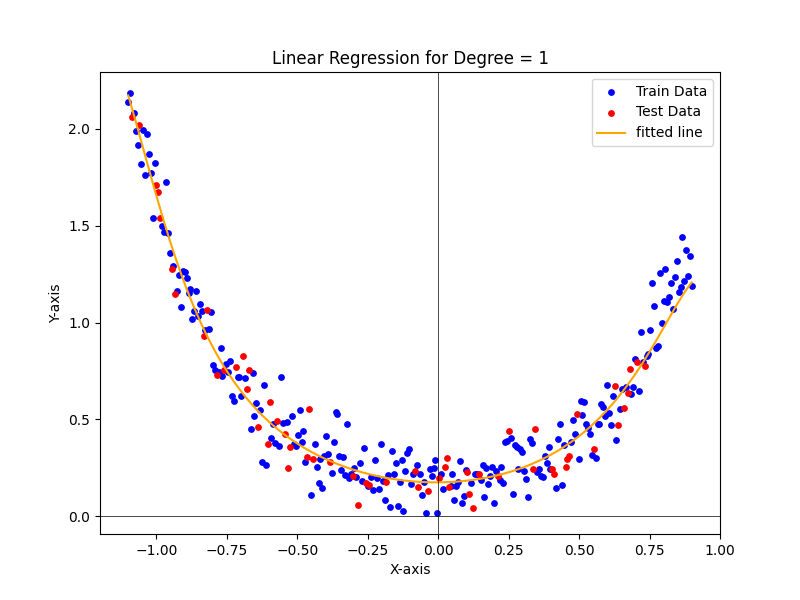 Linear Regression for Degree = 1
Train Data
Test Data
fitted line
Y-axis
2.0
1.5
1.0
0.5
0.0
−1.00 −0.75 −0.50 −0.25 0.00 0.25 0.50 0.75 1.00
X-axis